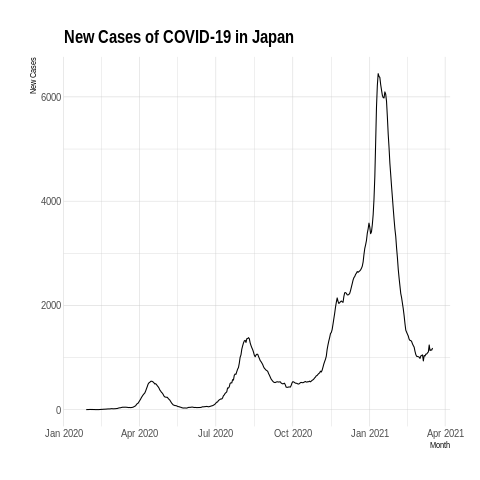 New Cases of COVID-19 in Japan
New Cases
6000
4000
2000
0
Jan 2020
Apr 2020
Jul 2020
Oct 2020
Jan 2021
Apr 2021
Month